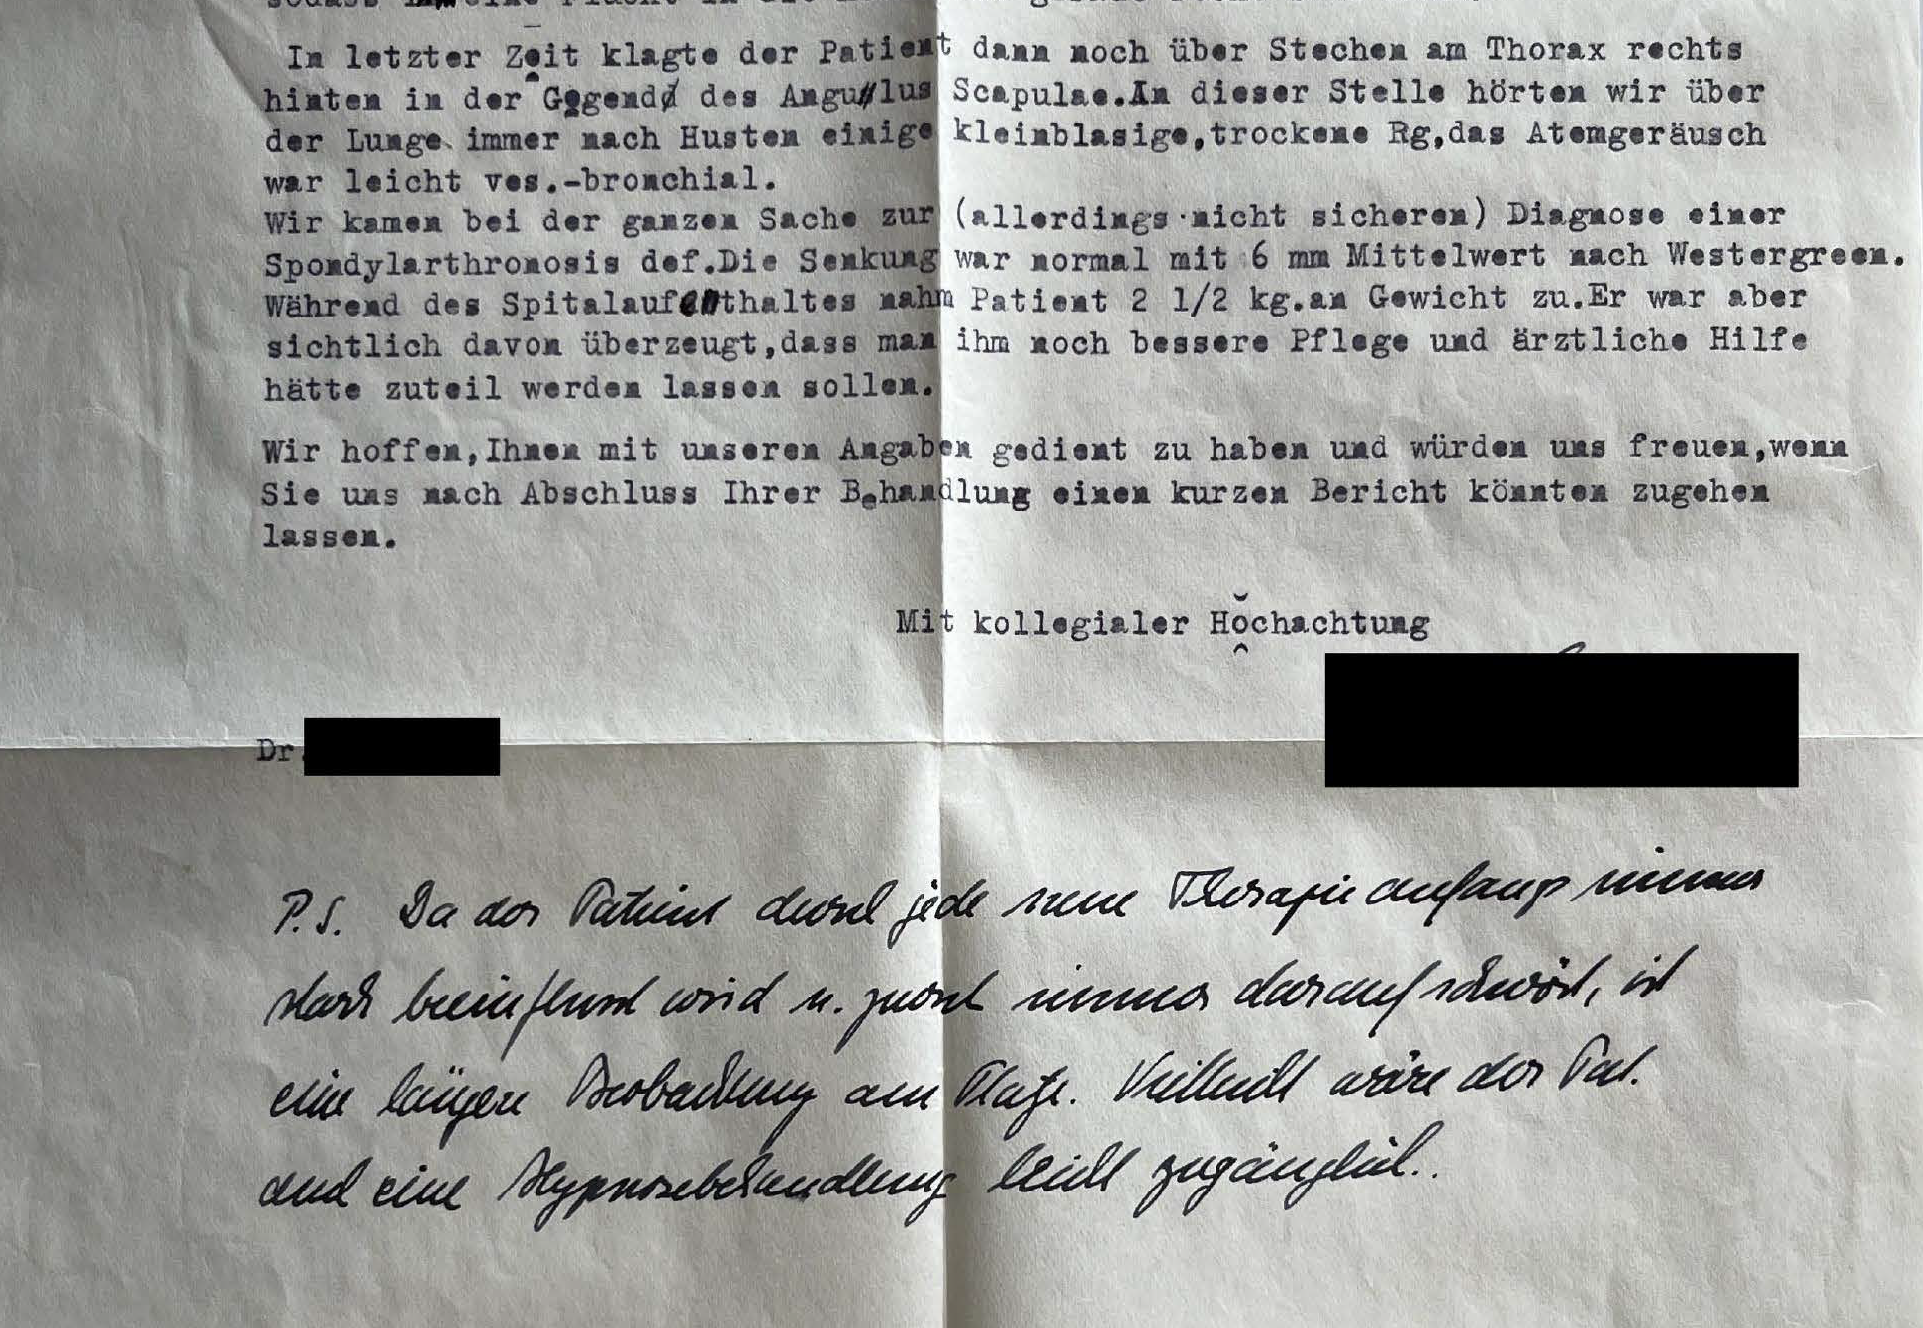 In letzter Zeit klagte der Patient dann noch über Stechen am Thorax rechts
hinten in der Gegend des Angulus Scapulae.An dieser Stelle hörten wir über
der Lunge immer nach Husten einige kleinblasige,trockene Rg,das Atemgeräusch
war leicht ves.-bronchial.
Wir kamen bei der ganzen Sache zur (allerdings nicht sicheren) Diagnose einer
Spondylarthronosis def.Die Senkung war normal mit 6 mm Mittelwert nach Westergreen.
Während des Spitalaufenthaltes nahm Patient 2 1/2 kg.an Gewicht zu.Er war aber
sichtlich davon überzeugt,dass man ihm noch bessere Pflege und ärztliche Hilfe
hätte zuteil werden lassen sollen.
Wir hoffen,Ihnen mit unseren Angaben gedient zu haben und würden uns freuen,wenn
Sie uns nach Abschluss Ihrer Behandlung einen kurzen Bericht könnten zugehen
lassen.
Mit kollegialer Hochachtung
Dr.
P.S. Da der Patient durch jede neue Therapie anfangs immer
stark beeinflusst wird u. zuerst immer darauf schwört, ist
eine längere Beobachtung am Platze. Vielleicht wäre der Pat.
auch eine Hypnosebehandlung leicht zugänglich.